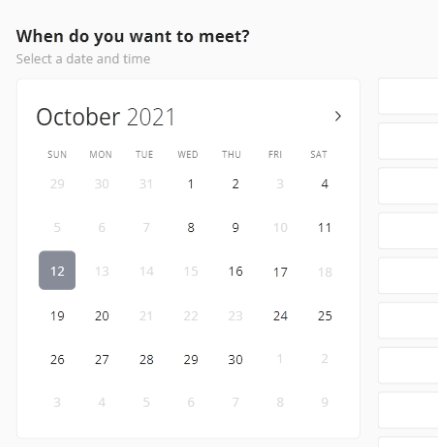 When do you want to meet?
Select a date and time
October 2021
SUN MON TUE WED THU FRI SAT
29 30 31 1 2 3 4
5 6 7 8 9 10 11
12 13 14 15 16 17 18
19 20 21 22 23 24 25
26 27 28 29 30 1 2
3 4 5 6 7 8 9